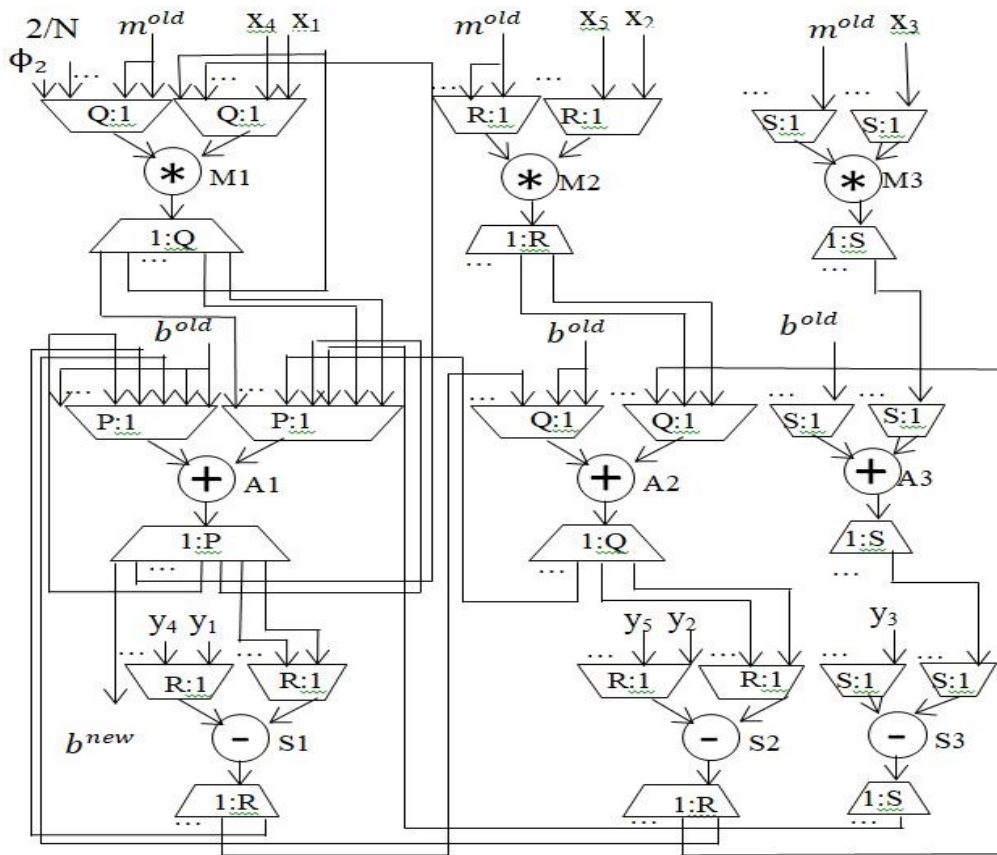 2/N m^old x₄ x₁ m^old x₅ x₂ m^old x₃
ϕ₂ ... ... ... ... ...
Q:1 Q:1 R:1 R:1 S:1 S:1
* M1 * M2 * M3
1:Q 1:R 1:S
... ... ...
b^old b^old b^old
... ... ... ... ... ...
P:1 P:1 Q:1 Q:1 S:1 S:1
+ A1 + A2 + A3
1:P 1:Q 1:S
... ... ...
y₄ y₁ y₅ y₂ y₃
... ... ... ... ... ...
R:1 R:1 R:1 R:1 S:1 S:1
b^new - S1 - S2 - S3
1:R 1:R 1:S
... ... ...